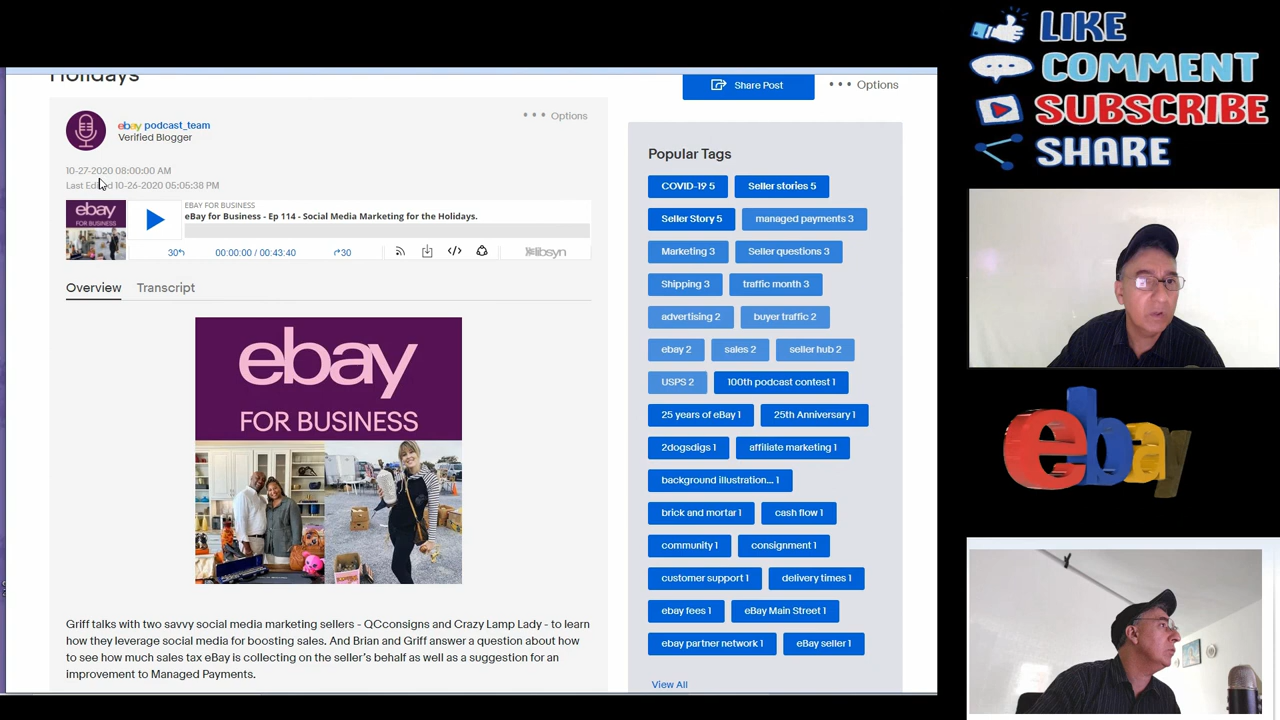 Holidays
Share Post
Options
ebay podcast_team
Verified Blogger
Options
10-27-2020 08:00:00 AM
Last Edited 10-26-2020 05:05:38 PM
ebay
FOR BUSINESS
EBAY FOR BUSINESS
eBay for Business - Ep 114 - Social Media Marketing for the Holidays.
30
00:00:00 / 00:43:40
30
libsyn
Overview
Transcript
ebay
FOR BUSINESS
Griff talks with two savvy social media marketing sellers - QCconsigns and Crazy Lamp Lady - to learn
how they leverage social media for boosting sales. And Brian and Griff answer a question about how
to see how much sales tax eBay is collecting on the seller's behalf as well as a suggestion for an
improvement to Managed Payments.
Popular Tags
COVID-19 5
Seller stories 5
Seller Story 5
managed payments 3
Marketing 3
Seller questions 3
Shipping 3
traffic month 3
advertising 2
buyer traffic 2
ebay 2
sales 2
seller hub 2
USPS 2
100th podcast contest 1
25 years of eBay 1
25th Anniversary 1
2dogsdigs 1
affiliate marketing 1
background illustration... 1
brick and mortar 1
cash flow 1
community 1
consignment 1
customer support 1
delivery times 1
ebay fees 1
eBay Main Street 1
ebay partner network 1
eBay seller 1
View All
LIKE
COMMENT
SUBSCRIBE
SHARE
ebay